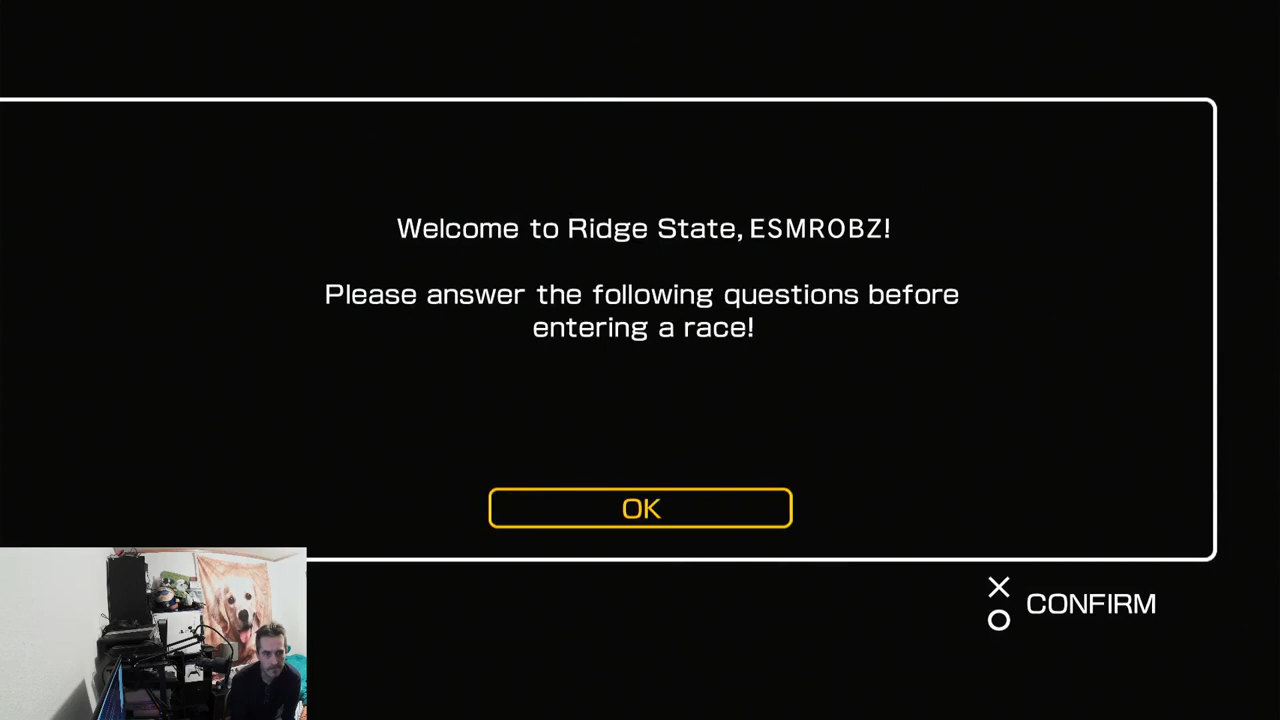 Welcome to Ridge State, ESMROBZ!
Please answer the following questions before
entering a race!
OK
CONFIRM